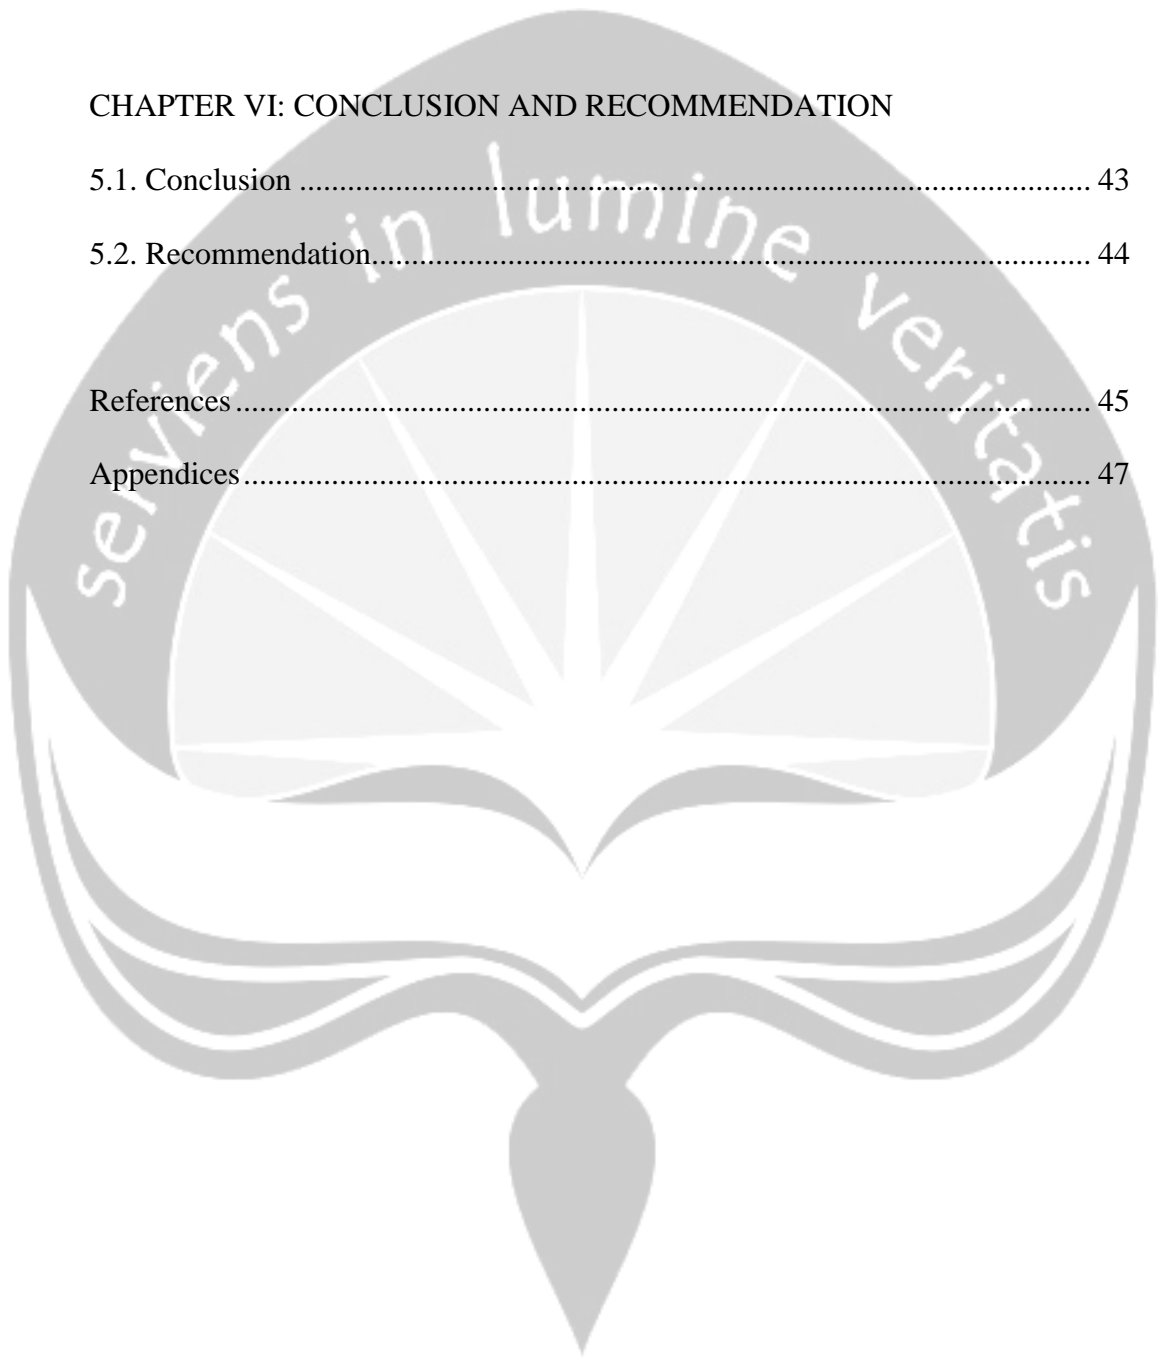 CHAPTER VI: CONCLUSION AND RECOMMENDATION
5.1. Conclusion .................................................................................................. 43
5.2. Recommendation......................................................................................... 44
References .......................................................................................................... 45
Appendices ......................................................................................................... 47
serviens in lumine veritatis